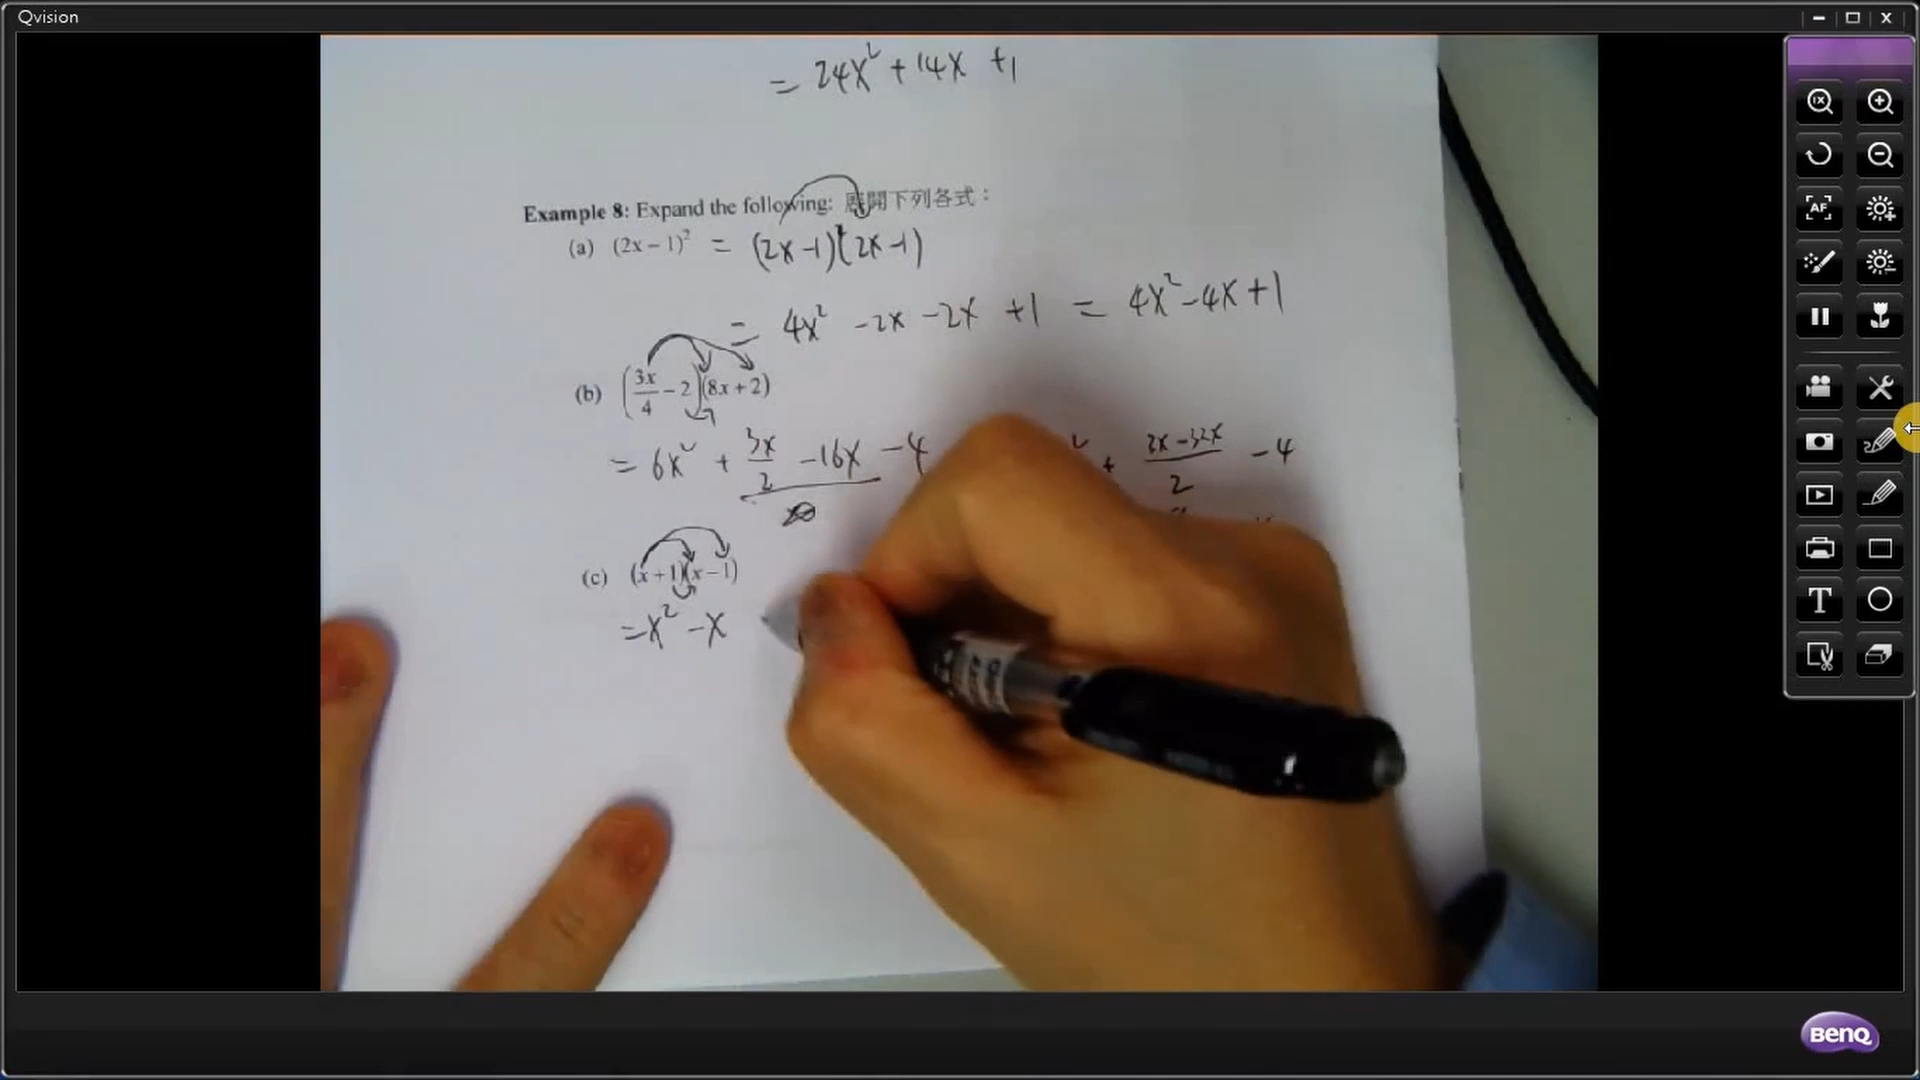 Qvision
= 24x² + 14x + 1
Example 8: Expand the following: 展開下列各式：
(a) (2x − 1)² = (2x − 1)(2x − 1)
= 4x² − 2x − 2x + 1 = 4x² − 4x + 1
(b) (3x/4 − 2)(8x + 2)
= 6x² + 3x/2 − 16x − 4
+ 3x − 32x/2 − 4
(c) (x + 1)(x − 1)
= x² − x
1X
AF
T
BENQ